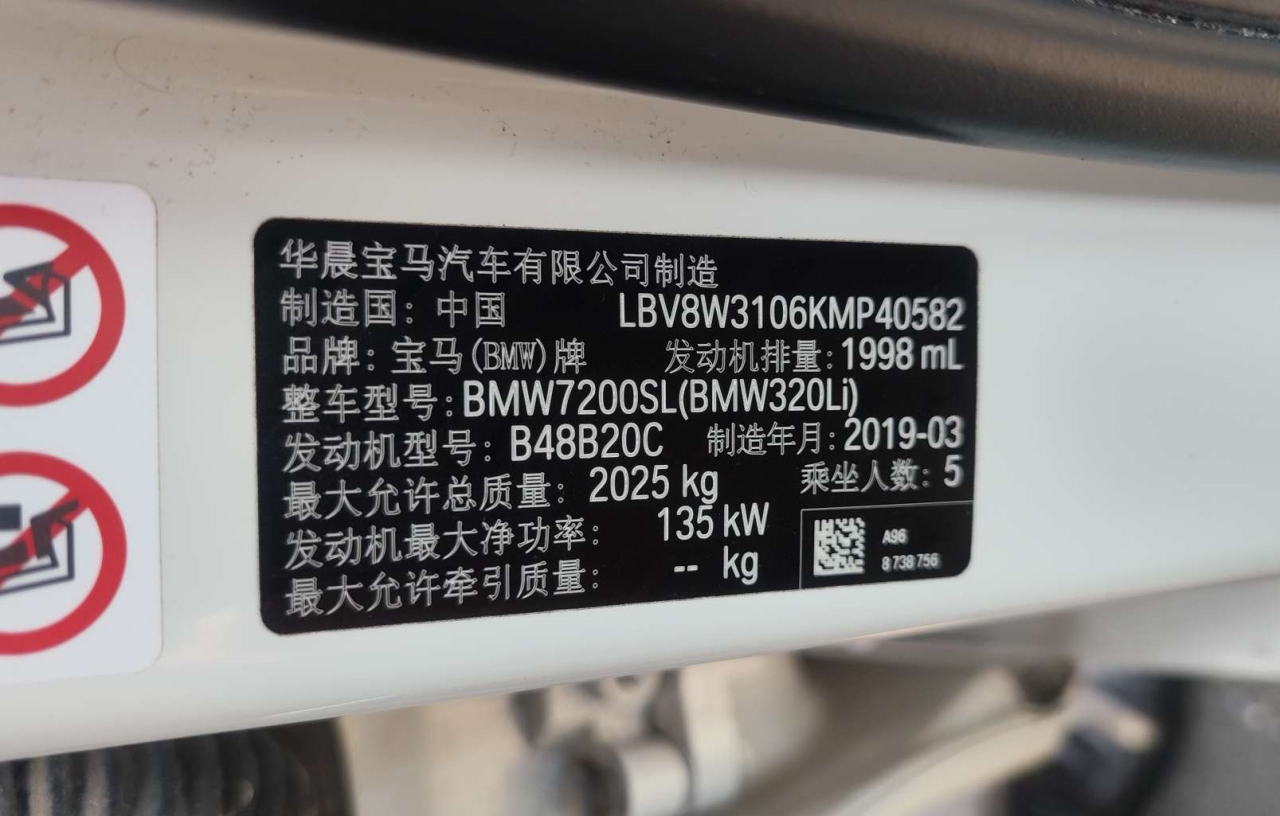 华晨宝马汽车有限公司制造
制造国：中国 LBV8W3106KMP40582
品牌：宝马(BMW)牌 发动机排量：1998 mL
整车型号：BMW7200SL(BMW320Li)
发动机型号：B48B20C 制造年月：2019-03
最大允许总质量：2025 kg 乘坐人数：5
发动机最大净功率：135 kW
最大允许牵引质量：-- kg
A96
8 738 756